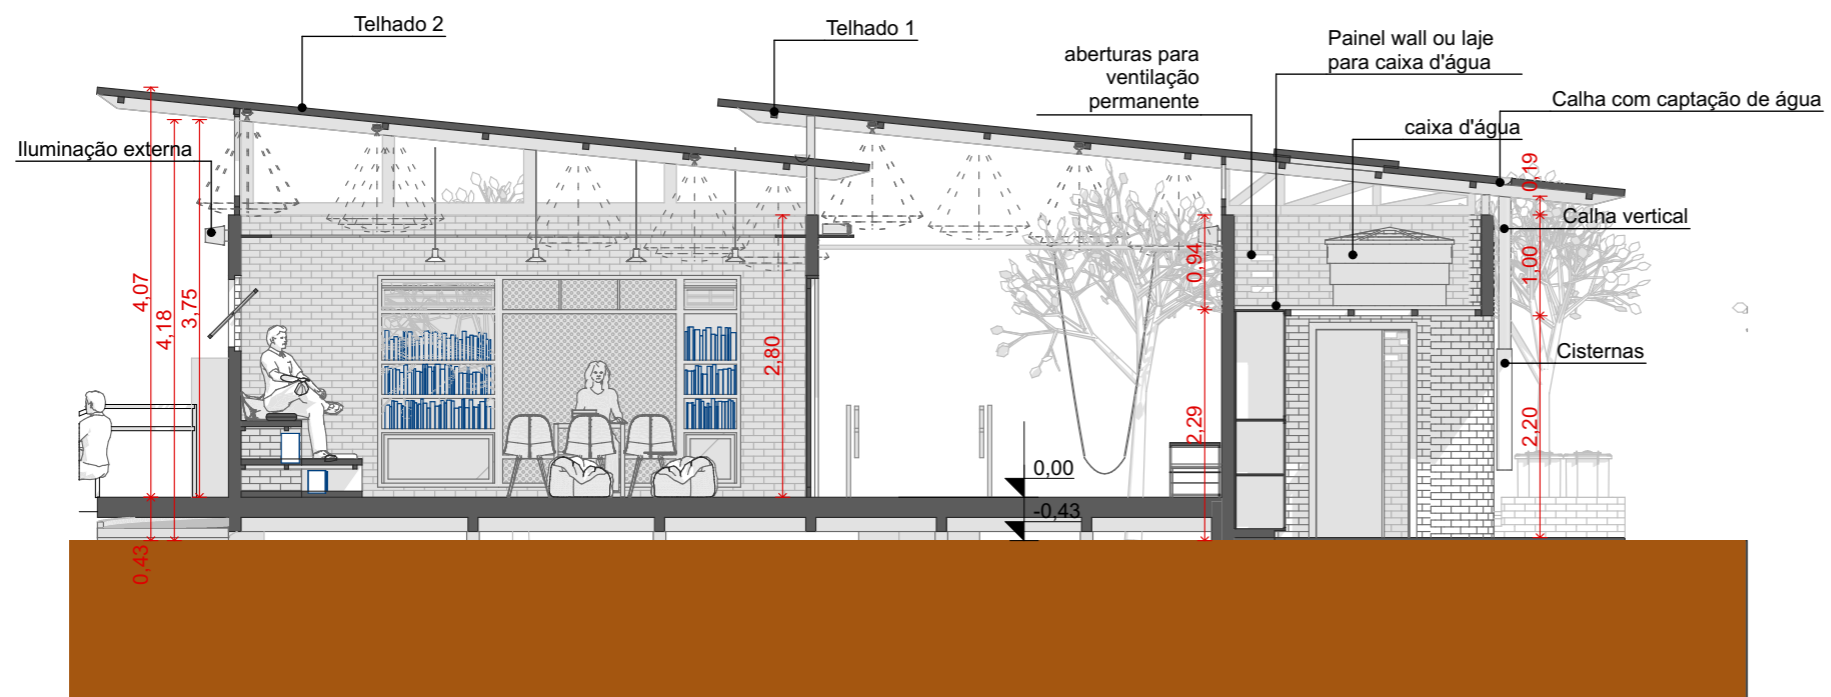 Telhado 2
Telhado 1
aberturas para
ventilação
permanente
Painel wall ou laje
para caixa d'água
Calha com captação de água
caixa d'água
Iluminação externa
0,19
Calha vertical
4,07
4,18
3,75
2,80
0,94
1,00
Cisternas
2,29
2,20
0,00
-0,43
0,43